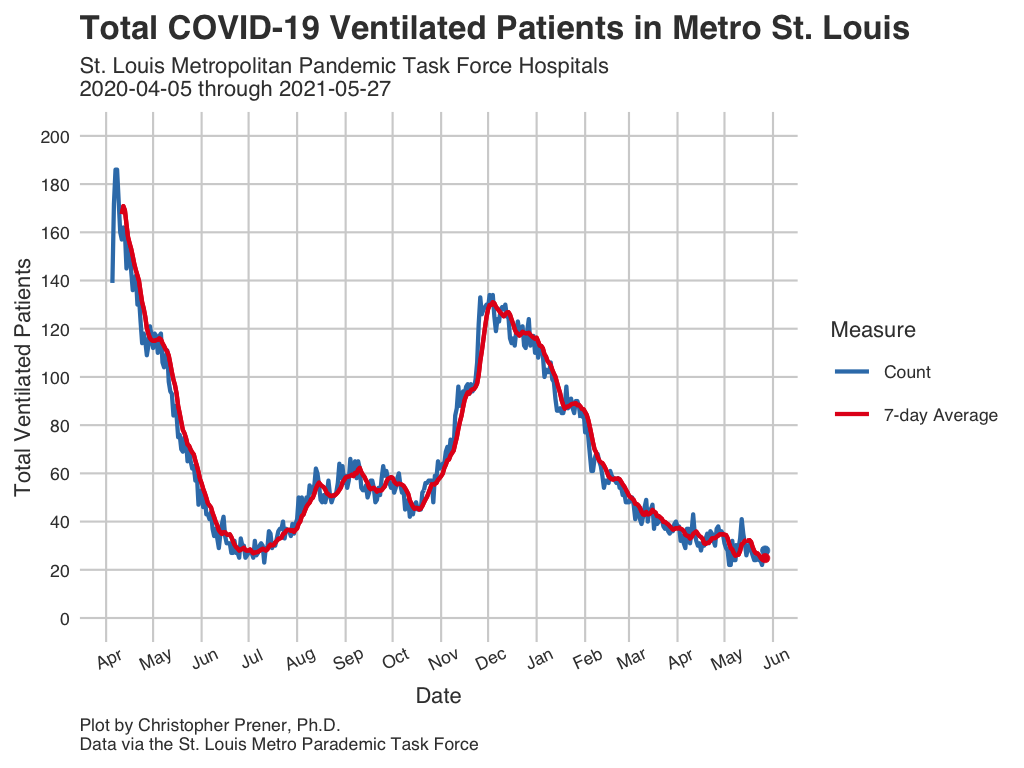 Total COVID-19 Ventilated Patients in Metro St. Louis
St. Louis Metropolitan Pandemic Task Force Hospitals
2020-04-05 through 2021-05-27
Total Ventilated Patients
200
180
160
140
120
100
80
60
40
20
0
Apr May Jun Jul Aug Sep Oct Nov Dec Jan Feb Mar Apr May Jun
Date
Measure
Count
7-day Average
Plot by Christopher Prener, Ph.D.
Data via the St. Louis Metro Parademic Task Force